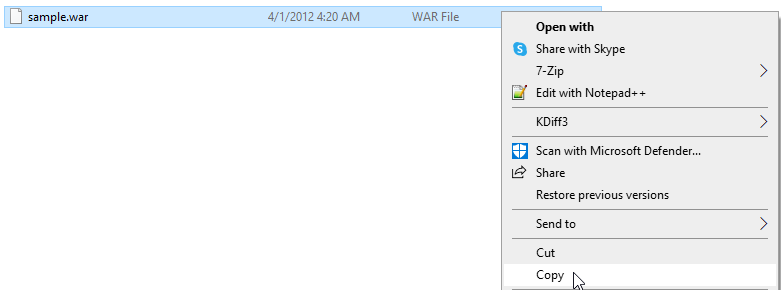 sample.war 4/1/2012 4:20 AM WAR File
Open with
Share with Skype
7-Zip
Edit with Notepad++
KDiff3
Scan with Microsoft Defender...
Share
Restore previous versions
Send to
Cut
Copy